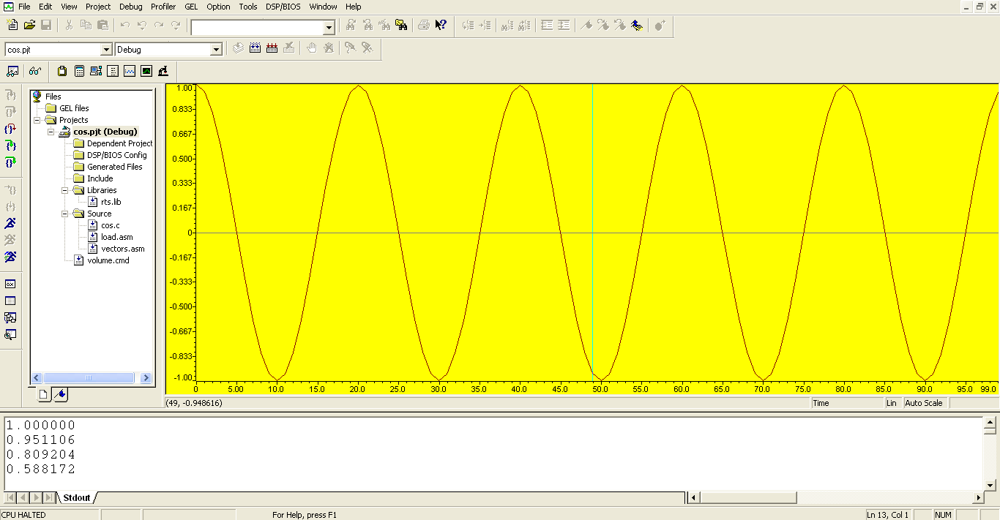 File Edit View Project Debug Profiler GEL Option Tools DSP/BIOS Window Help
cos.pjt Debug
Files
GEL files
Projects
cos.pjt (Debug)
Dependent Project
DSP/BIOS Config
Generated Files
Include
Libraries
rts.lib
Source
cos.c
load.asm
vectors.asm
volume.cmd
1.00
0.833
0.667
0.500
0.333
0.167
0
-0.167
-0.333
-0.500
-0.667
-0.833
-1.00
0 5.00 10.0 15.0 20.0 25.0 30.0 35.0 40.0 45.0 50.0 55.0 60.0 65.0 70.0 75.0 80.0 85.0 90.0 95.0 99.0
(49, -0.948616) Time Lin Auto Scale
1.000000
0.951106
0.809204
0.588172
Stdout
CPU HALTED For Help, press F1 Ln 13, Col 1 NUM